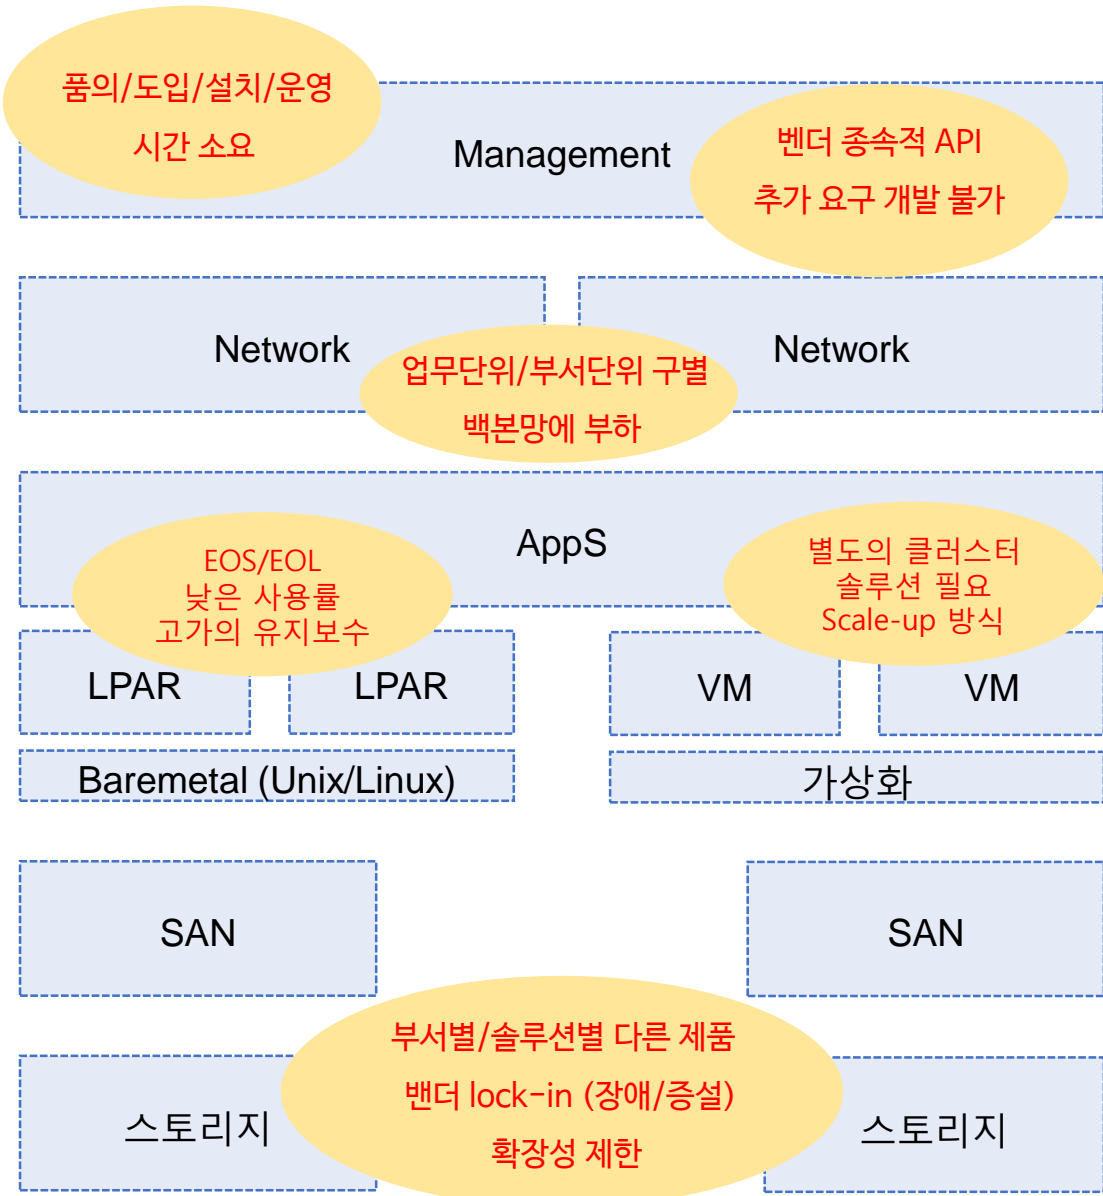 품의/도입/설치/운영
시간 소요
Management
벤더 종속적 API
추가 요구 개발 불가
Network
Network
업무단위/부서단위 구별
백본망에 부하
AppS
EOS/EOL
낮은 사용률
고가의 유지보수
별도의 클러스터
솔루션 필요
Scale-up 방식
LPAR
LPAR
VM
VM
Baremetal (Unix/Linux)
가상화
SAN
SAN
부서별/솔루션별 다른 제품
밴더 lock-in (장애/증설)
확장성 제한
스토리지
스토리지